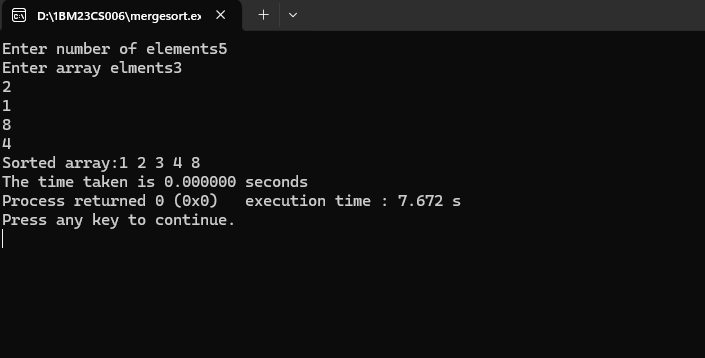 D:\1BM23CS006\mergesort.ex
Enter number of elements5
Enter array elments3
2
1
8
4
Sorted array:1 2 3 4 8
The time taken is 0.000000 seconds
Process returned 0 (0x0)   execution time : 7.672 s
Press any key to continue.